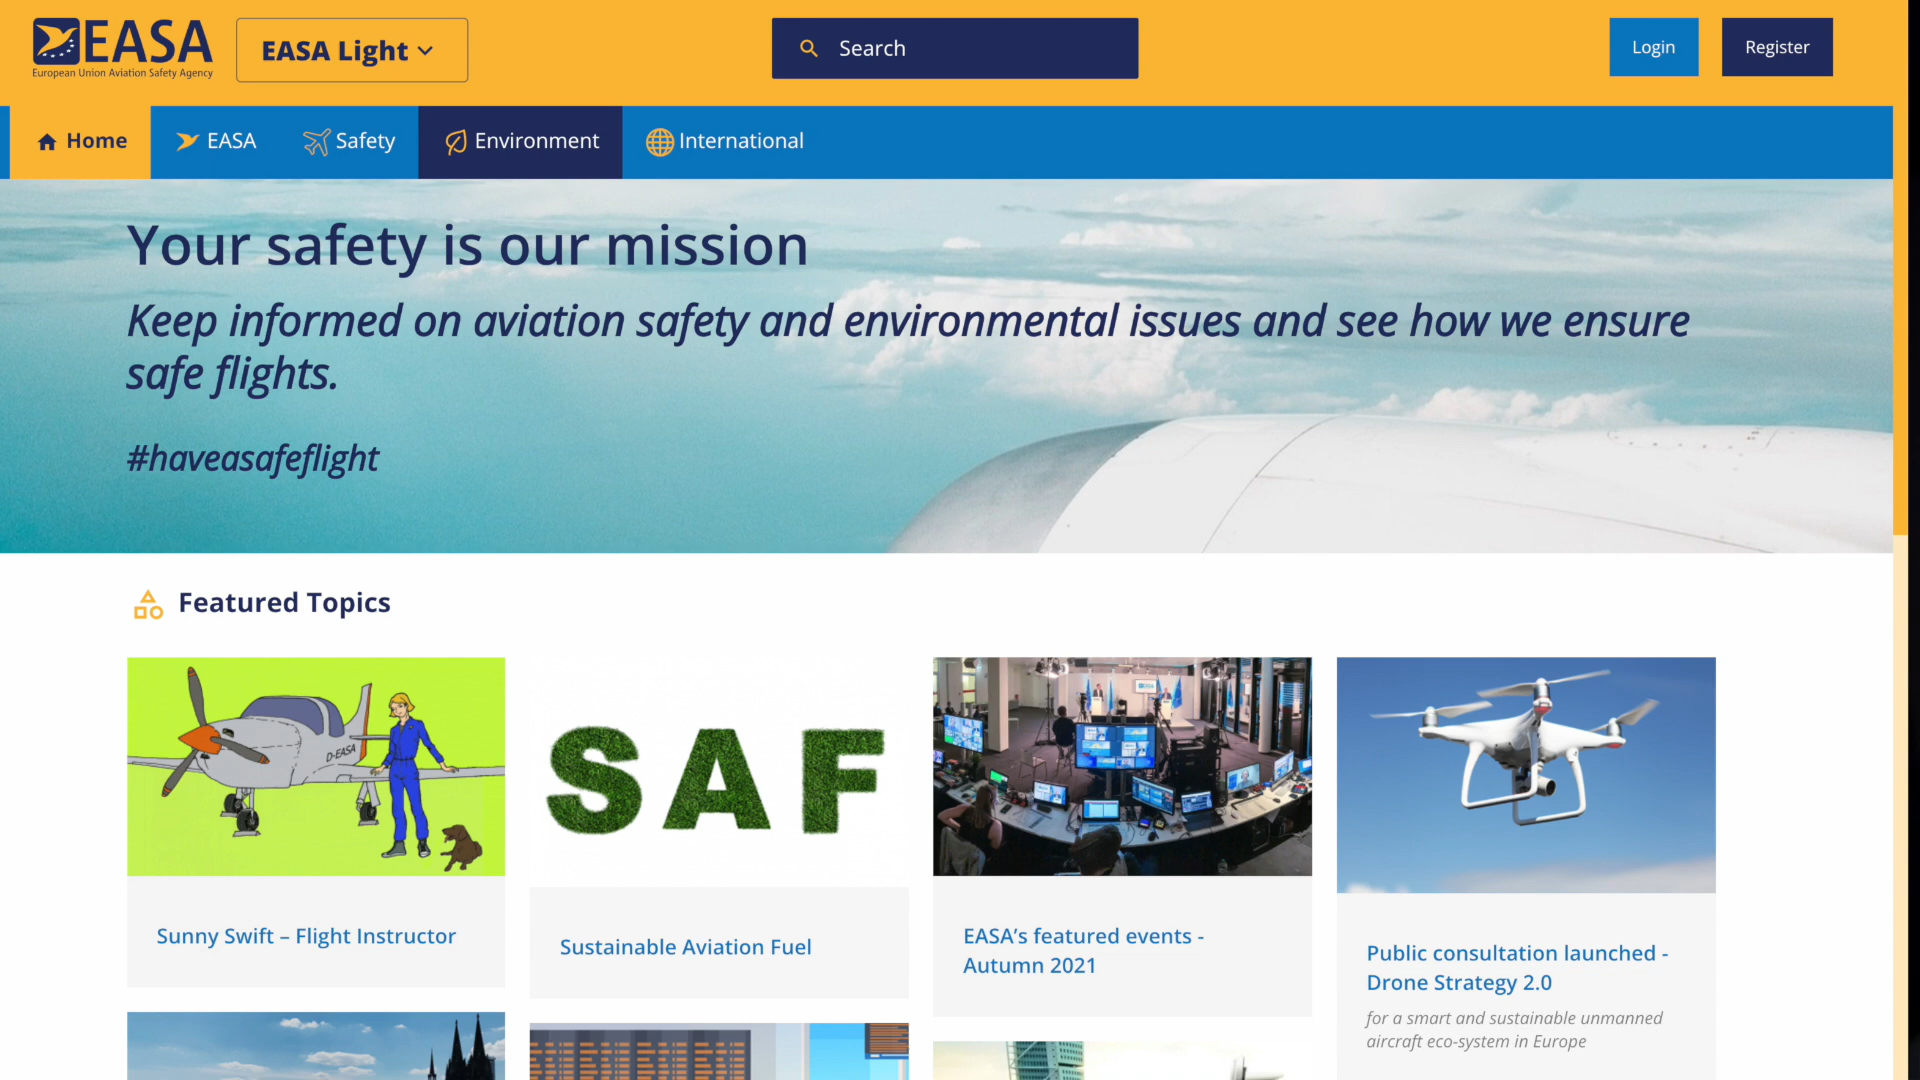 EASA
European Union Aviation Safety Agency
EASA Light
Search
Login
Register
Home
EASA
Safety
Environment
International
Your safety is our mission
Keep informed on aviation safety and environmental issues and see how we ensure
safe flights.
#haveasafeflight
Featured Topics
D-EASA
SAF
Sunny Swift – Flight Instructor
Sustainable Aviation Fuel
EASA’s featured events -
Autumn 2021
Public consultation launched -
Drone Strategy 2.0
for a smart and sustainable unmanned
aircraft eco-system in Europe